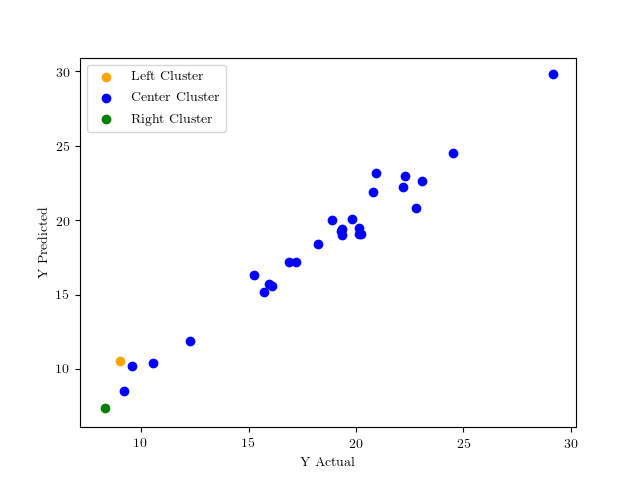 Left Cluster
Center Cluster
Right Cluster
30
25
20
15
10
Y Predicted
10 15 20 25 30
Y Actual